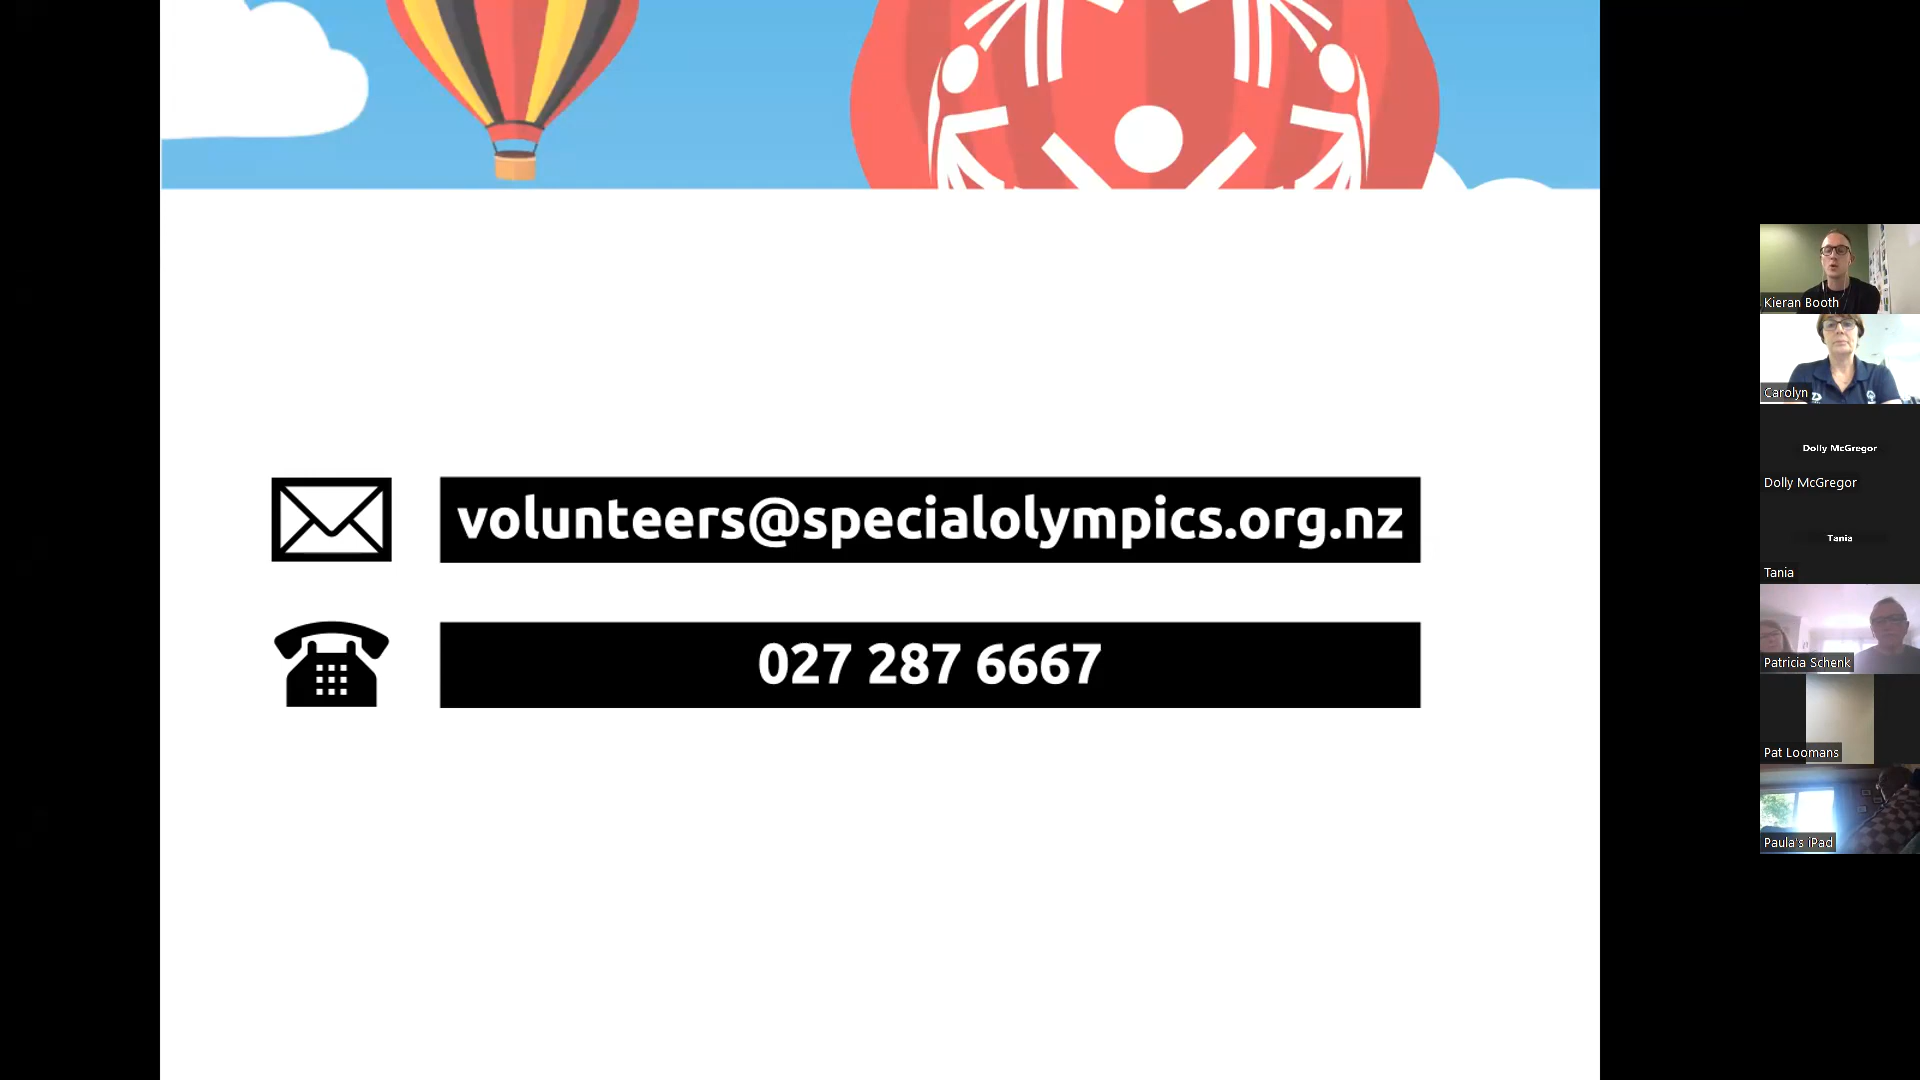 volunteers@specialolympics.org.nz
027 287 6667
Kieran Booth
Carolyn
Dolly McGregor
Dolly McGregor
Tania
Tania
Patricia Schenk
Pat Loomans
Paula's iPad